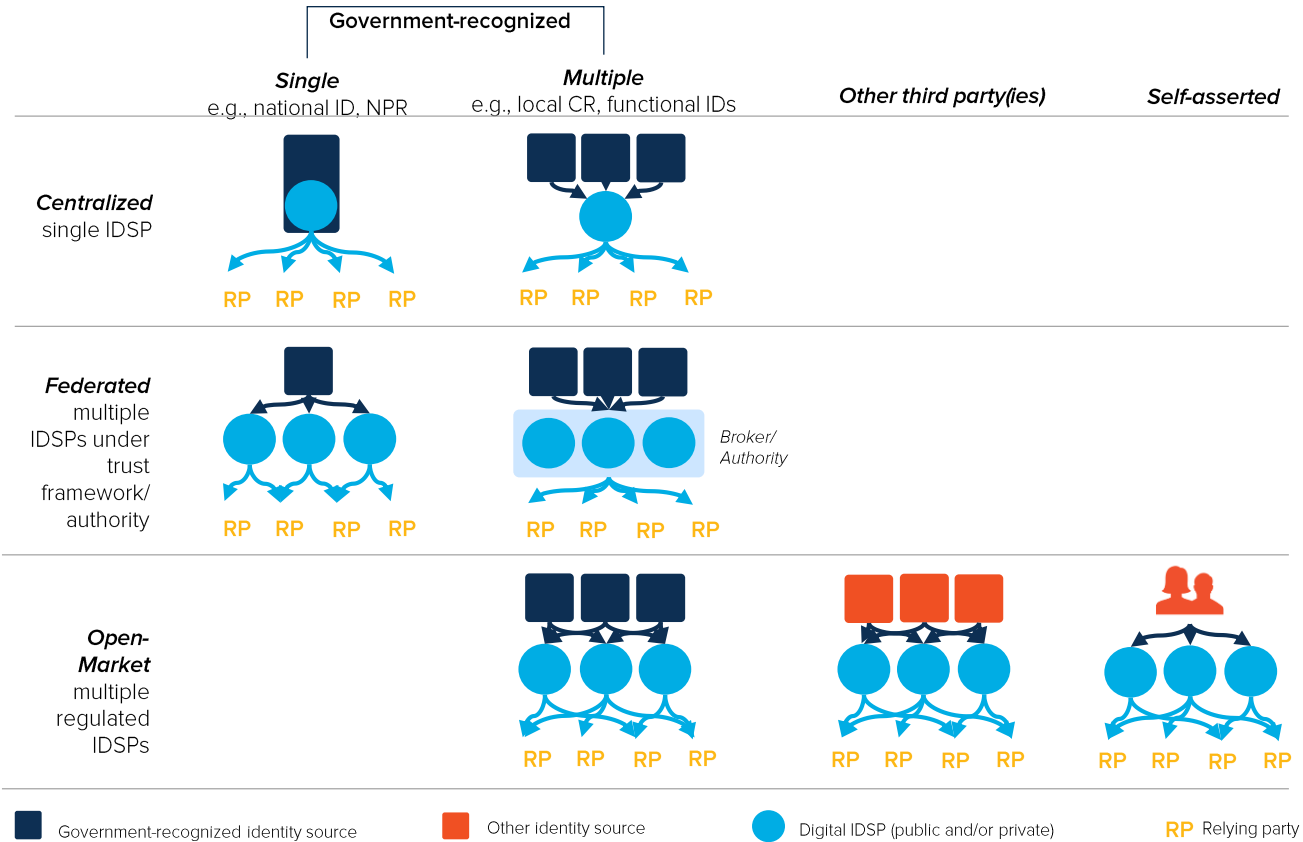 Government-recognized
Single
e.g., national ID, NPR
Multiple
e.g., local CR, functional IDs
Other third party(ies)
Self-asserted
Centralized
single IDSP
RP RP RP RP
RP RP RP RP
Federated
multiple
IDSPs under
trust
framework/
authority
Broker/
Authority
RP RP RP RP
RP RP RP RP
Open-
Market
multiple
regulated
IDSPs
RP RP RP RP
RP RP RP RP
RP RP RP RP
Government-recognized identity source
Other identity source
Digital IDSP (public and/or private)
RP Relying party